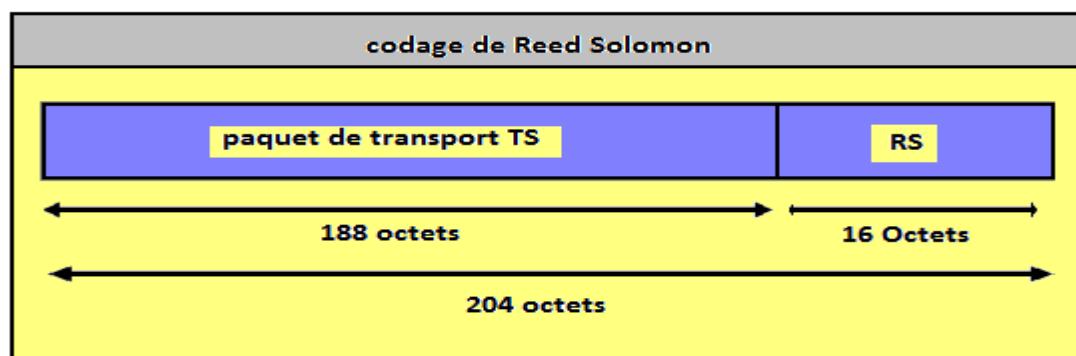 codage de Reed Solomon
paquet de transport TS
RS
188 octets
16 Octets
204 octets